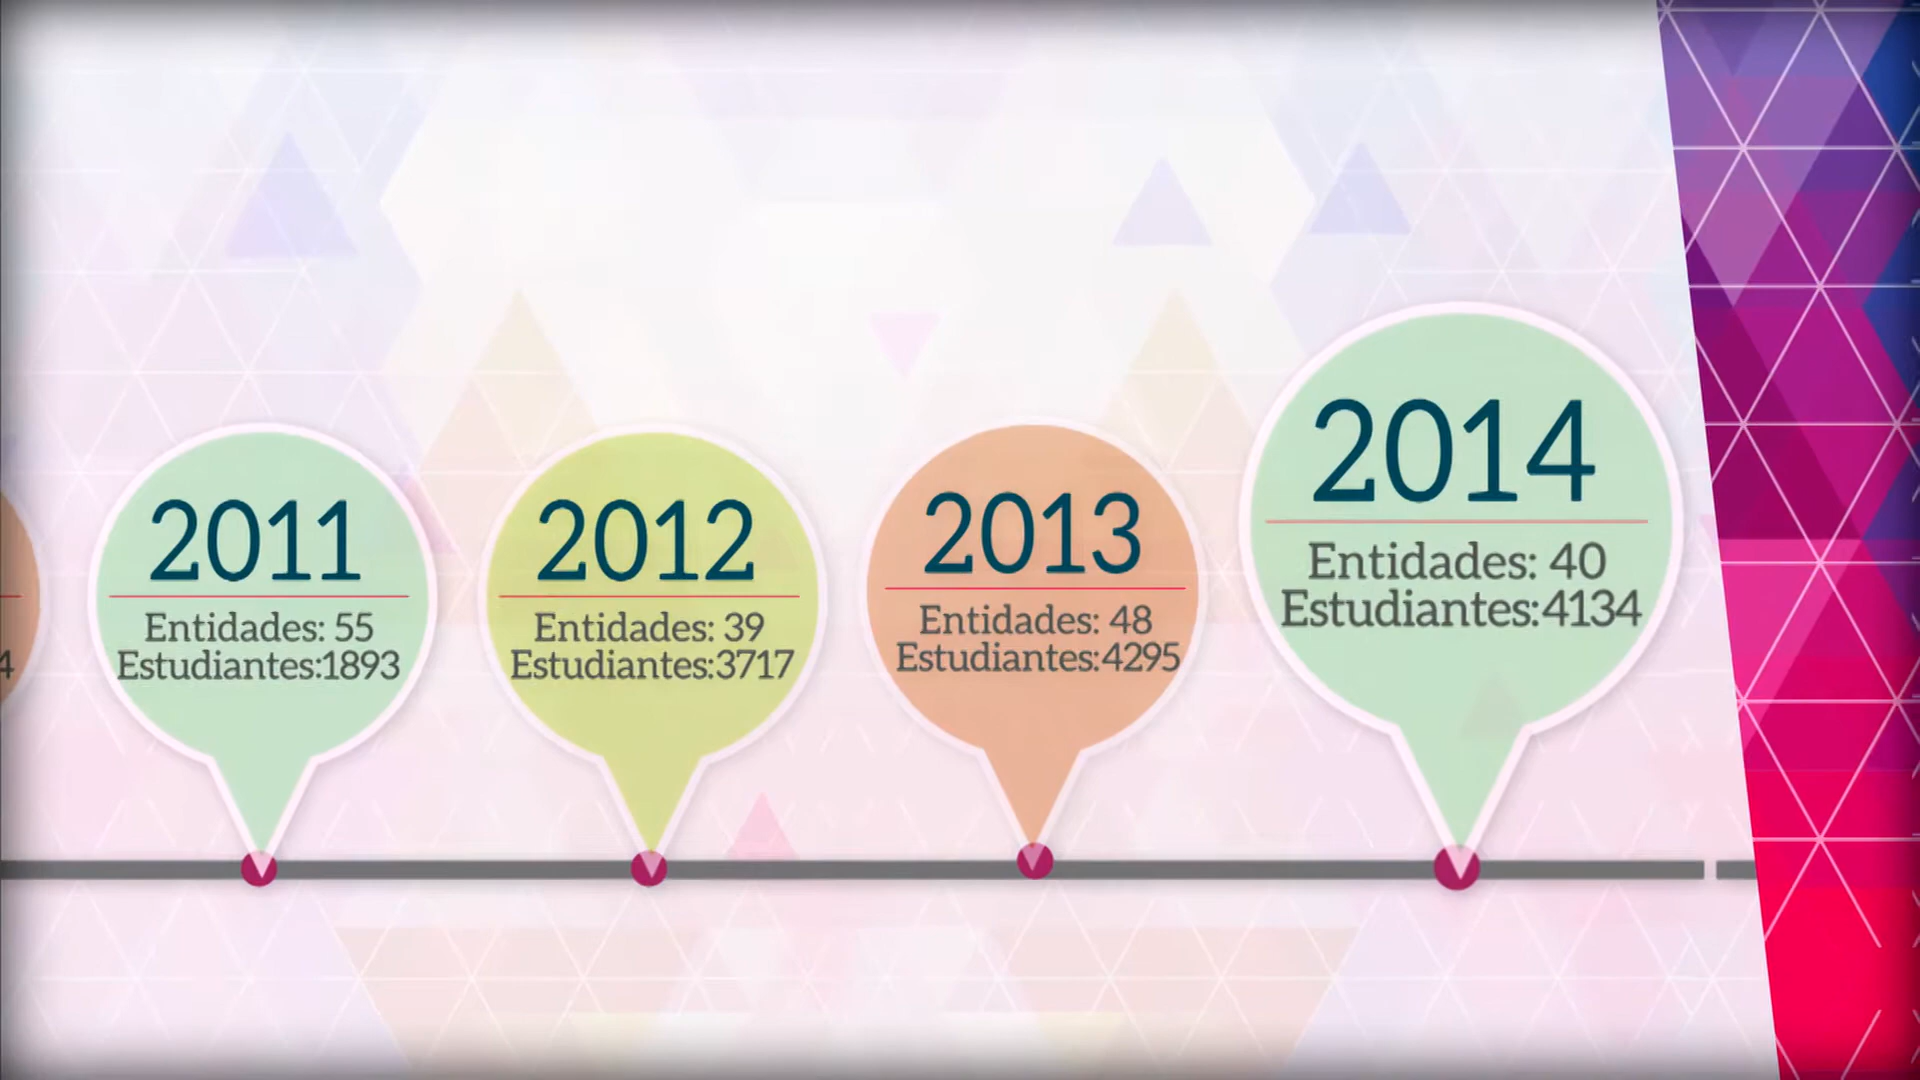 2011
Entidades: 55
Estudiantes:1893
2012
Entidades: 39
Estudiantes:3717
2013
Entidades: 48
Estudiantes:4295
2014
Entidades: 40
Estudiantes:4134